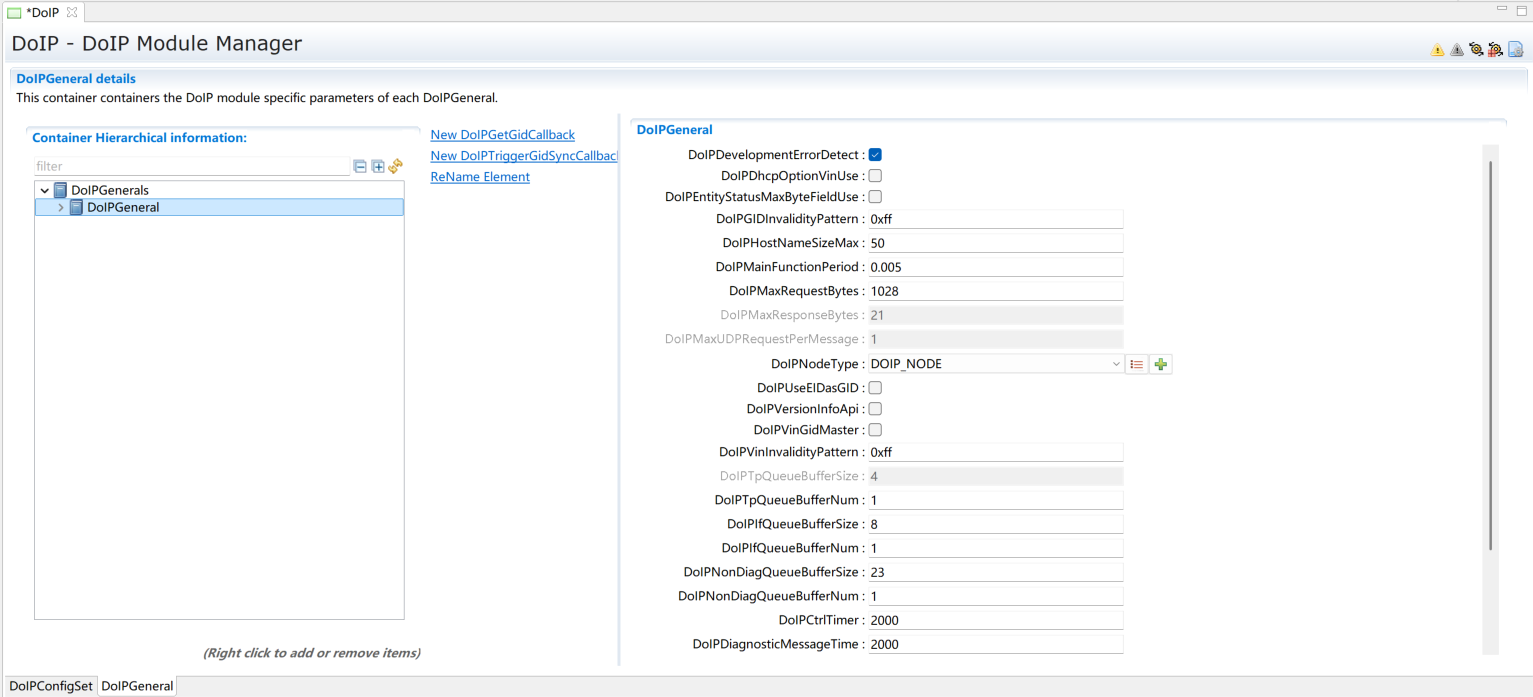 *DoIP
DoIP - DoIP Module Manager
DoIPGeneral details
This container containers the DoIP module specific parameters of each DoIPGeneral.
Container Hierarchical information:
filter
DoIPGenerals
DoIPGeneral
(Right click to add or remove items)
New DoIPGetGidCallback
New DoIPTriggerGidSyncCallbac
ReName Element
DoIPGeneral
DoIPDevelopmentErrorDetect :
DoIPDhcpOptionVinUse :
DoIPEntityStatusMaxByteFieldUse :
DoIPGIDInvalidityPattern : 0xff
DoIPHostNameSizeMax : 50
DoIPMainFunctionPeriod : 0.005
DoIPMaxRequestBytes : 1028
DoIPMaxResponseBytes : 21
DoIPMaxUDPRequestPerMessage : 1
DoIPNodeType : DOIP_NODE
DoIPUseEIDasGID :
DoIPVersionInfoApi :
DoIPVinGidMaster :
DoIPVinInvalidityPattern : 0xff
DoIPTpQueueBufferSize : 4
DoIPTpQueueBufferNum : 1
DoIPIfQueueBufferSize : 8
DoIPIfQueueBufferNum : 1
DoIPNonDiagQueueBufferSize : 23
DoIPNonDiagQueueBufferNum : 1
DoIPCtrlTimer : 2000
DoIPDiagnosticMessageTime : 2000
DoIPConfigSet DoIPGeneral